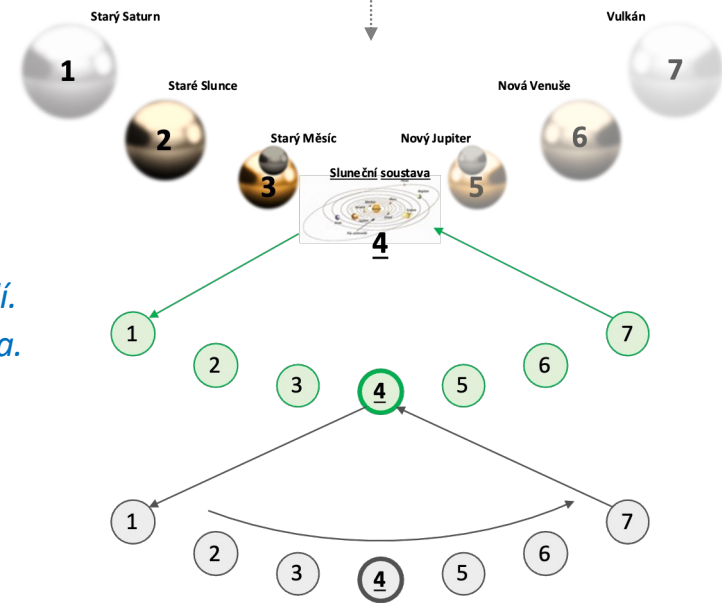 Starý Saturn
Vulkán
1
7
Staré Slunce
Nová Venuše
2
6
Starý Měsíc
Nový Jupiter
3
5
Sluneční soustava
4
í.
a.
1
7
2
6
3
5
4
1
7
2
6
3
5
4